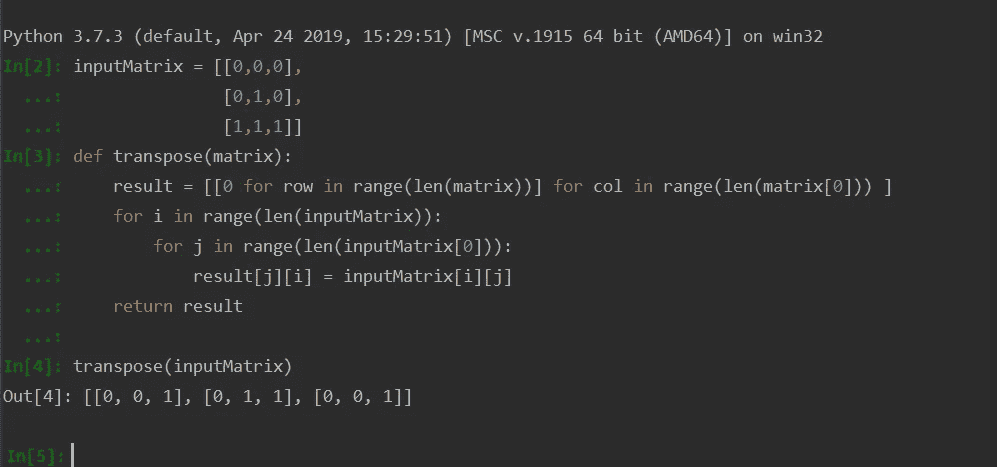 Python 3.7.3 (default, Apr 24 2019, 15:29:51) [MSC v.1915 64 bit (AMD64)] on win32
In[2]: inputMatrix = [[0,0,0],
  ...:                [0,1,0],
  ...:                [1,1,1]]
In[3]: def transpose(matrix):
  ...:     result = [[0 for row in range(len(matrix))] for col in range(len(matrix[0])) ]
  ...:     for i in range(len(inputMatrix)):
  ...:         for j in range(len(inputMatrix[0])):
  ...:             result[j][i] = inputMatrix[i][j]
  ...:     return result
  ...:
In[4]: transpose(inputMatrix)
Out[4]: [[0, 0, 1], [0, 1, 1], [0, 0, 1]]
In[5]: